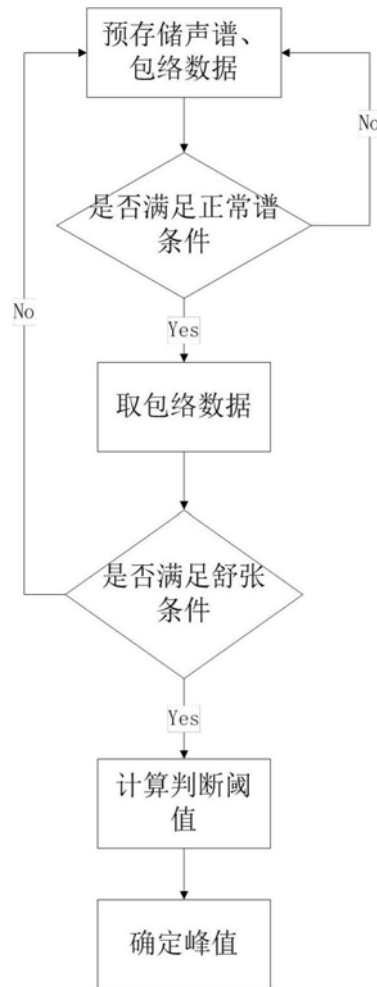 预存储声谱、
包络数据
No
是否满足正常谱
条件
Yes
No
取包络数据
是否满足舒张
条件
Yes
计算判断阈
值
确定峰值